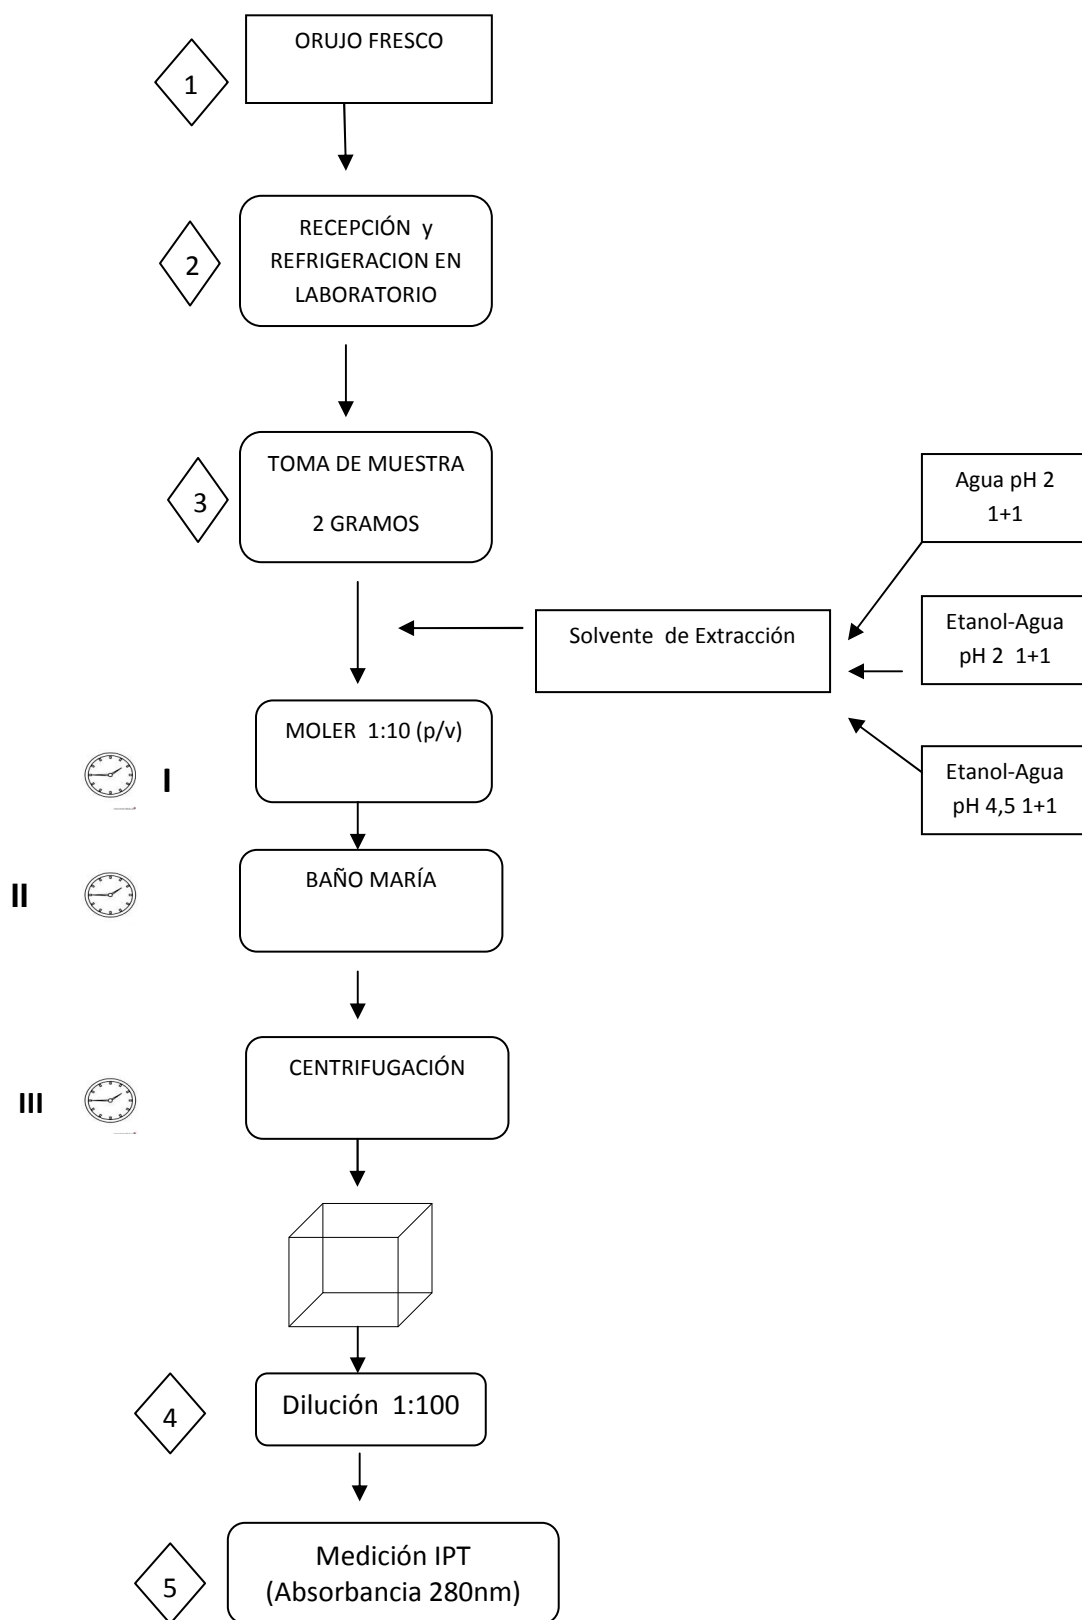 1
ORUJO FRESCO
2
RECEPCIÓN y
REFRIGERACION EN
LABORATORIO
3
TOMA DE MUESTRA
2 GRAMOS
Agua pH 2
1+1
Solvente de Extracción
Etanol-Agua
pH 2 1+1
Etanol-Agua
pH 4,5 1+1
MOLER 1:10 (p/v)
I
BAÑO MARÍA
II
CENTRIFUGACIÓN
III
4
Dilución 1:100
5
Medición IPT
(Absorbancia 280nm)